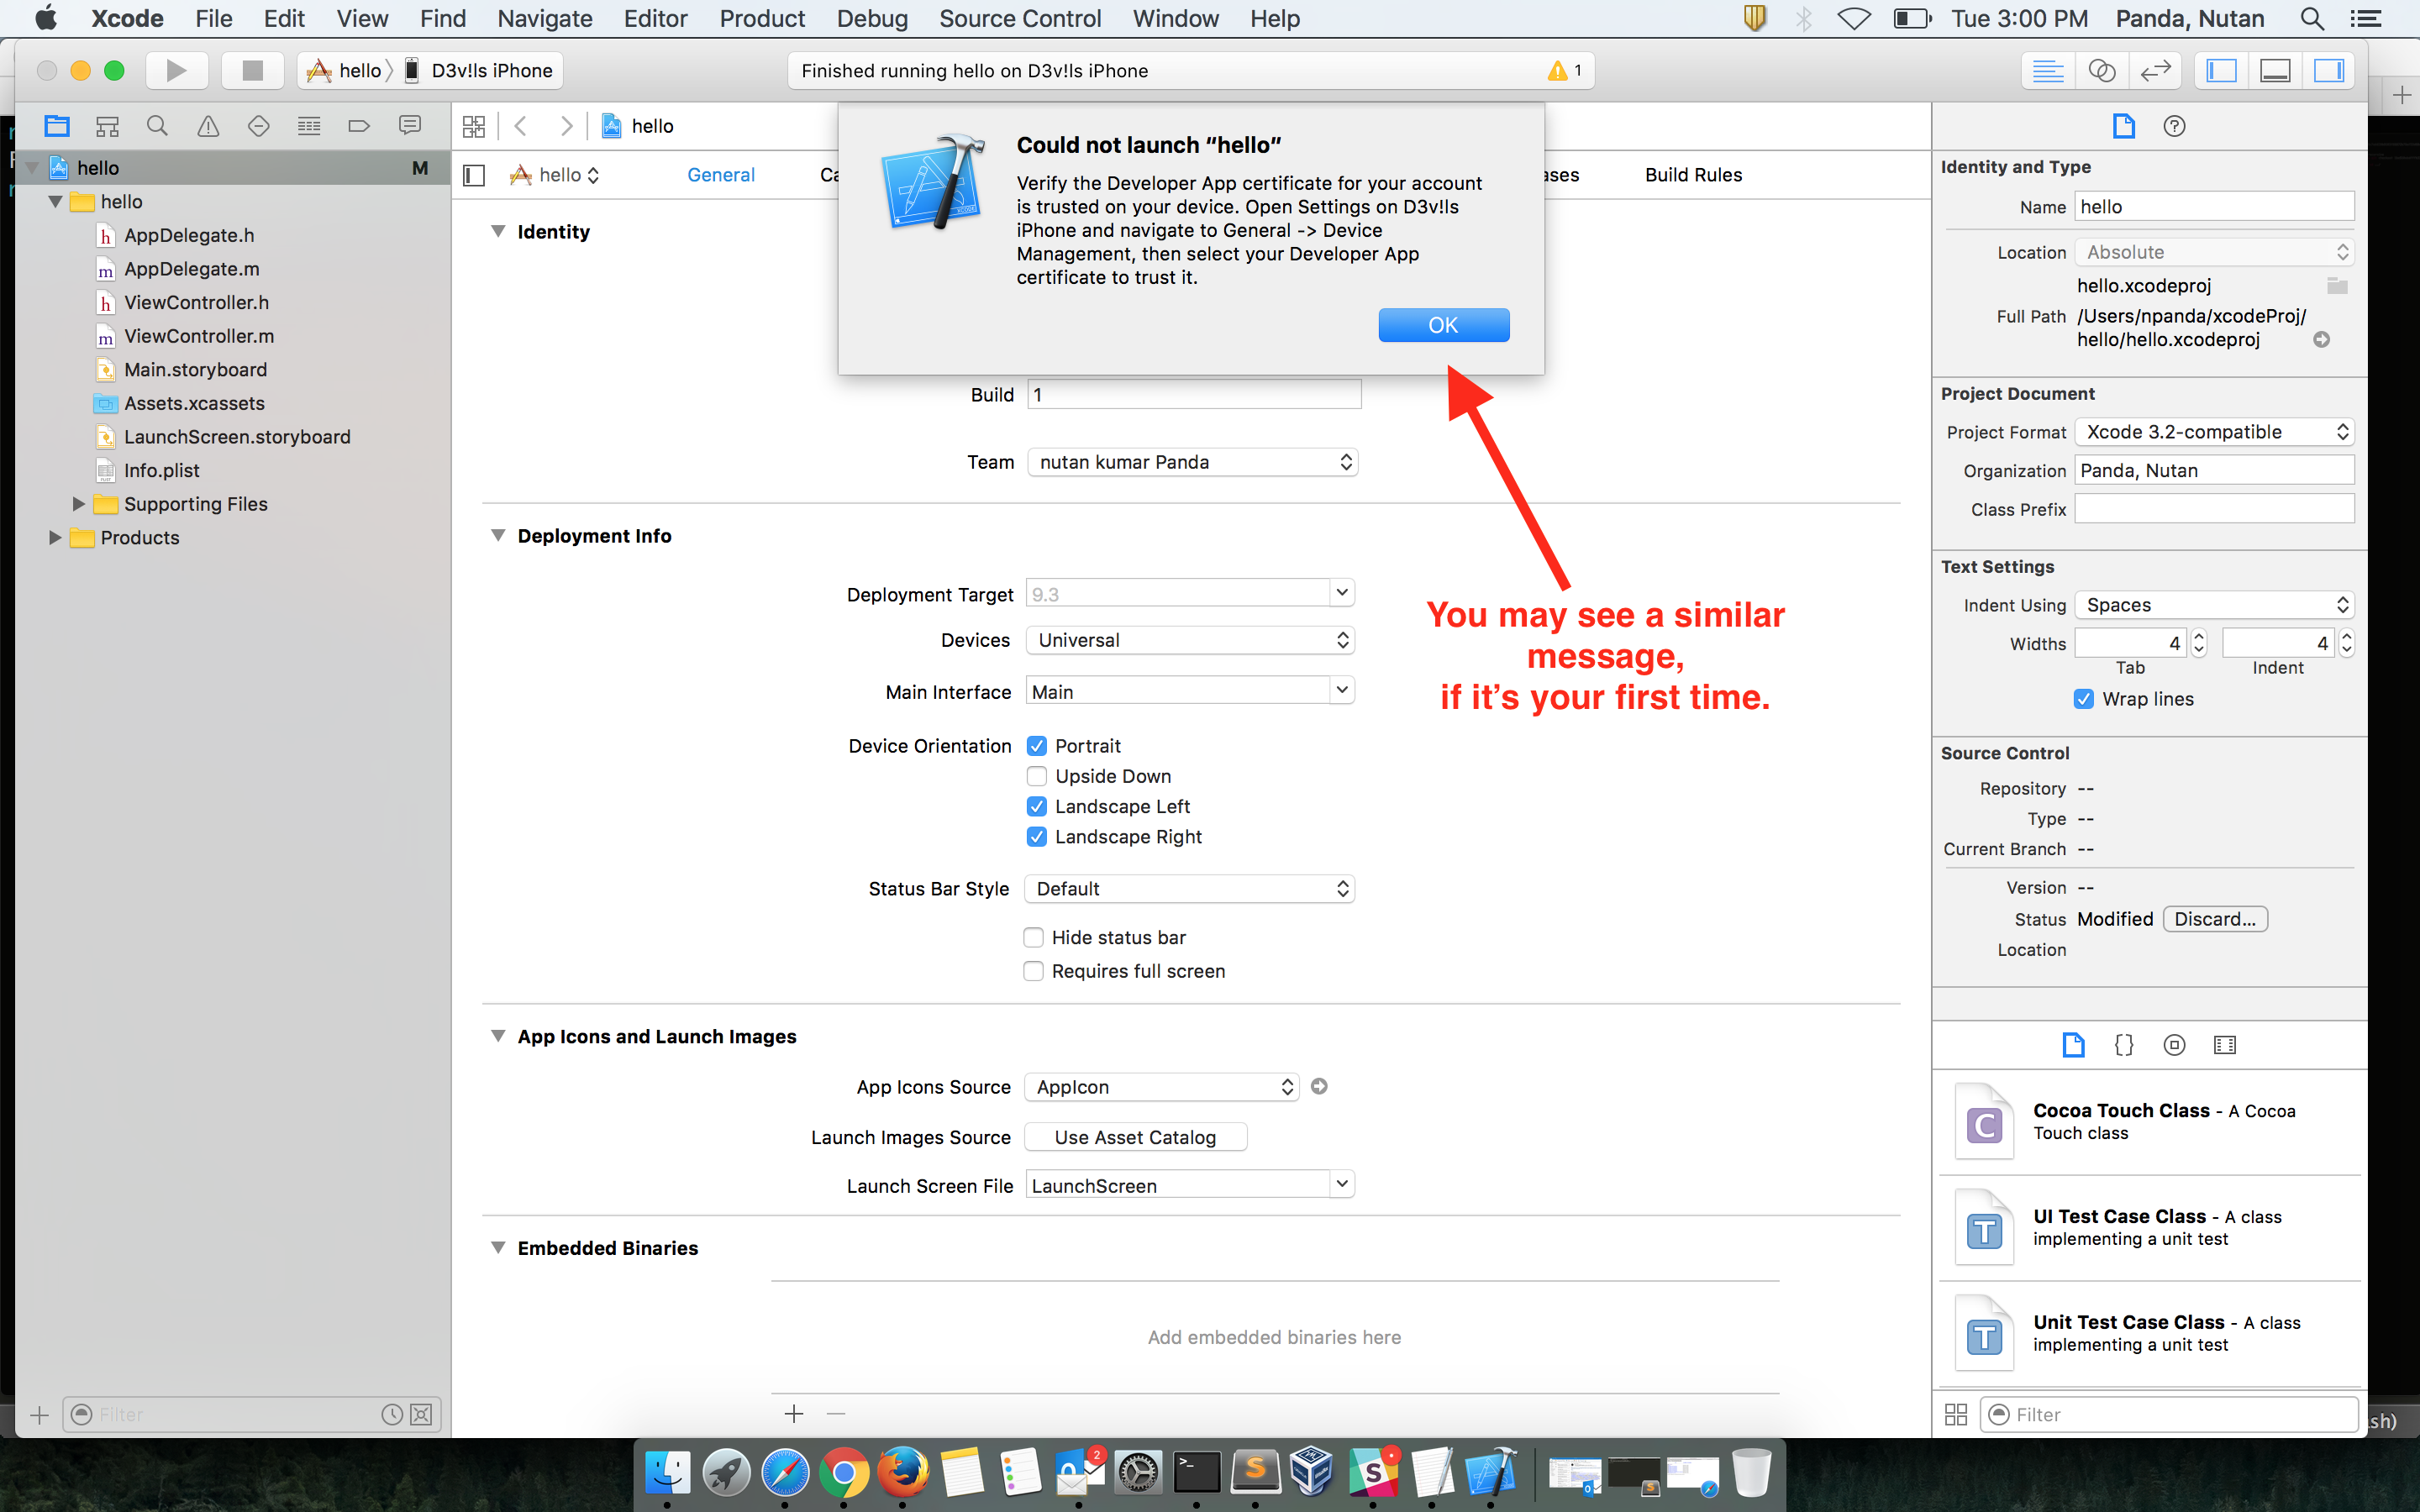 Xcode File Edit View Find Navigate Editor Product Debug Source Control Window Help
Tue 3:00 PM Panda, Nutan
hello D3v!ls iPhone
Finished running hello on D3v!ls iPhone 1
hello M
hello
AppDelegate.h
AppDelegate.m
ViewController.h
ViewController.m
Main.storyboard
Assets.xcassets
LaunchScreen.storyboard
Info.plist
Supporting Files
Products
Filter
hello
hello General Ca ases Build Rules
Could not launch “hello”
Verify the Developer App certificate for your account
is trusted on your device. Open Settings on D3v!ls
iPhone and navigate to General -> Device
Management, then select your Developer App
certificate to trust it.
OK
Identity
Build 1
Team nutan kumar Panda
You may see a similar
message,
if it’s your first time.
Deployment Info
Deployment Target 9.3
Devices Universal
Main Interface Main
Device Orientation Portrait
Upside Down
Landscape Left
Landscape Right
Status Bar Style Default
Hide status bar
Requires full screen
App Icons and Launch Images
App Icons Source AppIcon
Launch Images Source Use Asset Catalog
Launch Screen File LaunchScreen
Embedded Binaries
Add embedded binaries here
Identity and Type
Name hello
Location Absolute
hello.xcodeproj
Full Path /Users/npanda/xcodeProj/
hello/hello.xcodeproj
Project Document
Project Format Xcode 3.2-compatible
Organization Panda, Nutan
Class Prefix
Text Settings
Indent Using Spaces
Widths 4 4
Tab Indent
Wrap lines
Source Control
Repository --
Type --
Current Branch --
Version --
Status Modified Discard...
Location
Cocoa Touch Class - A Cocoa
Touch class
UI Test Case Class - A class
implementing a unit test
Unit Test Case Class - A class
implementing a unit test
Filter
sh)
2